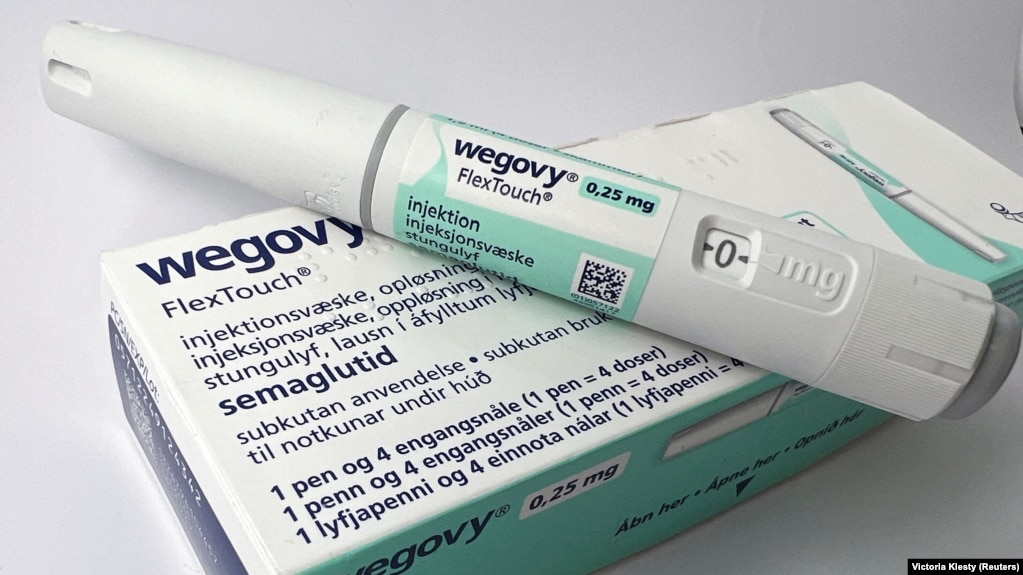 wegovy®
FlexTouch®
0,25 mg
injektion
injeksjonsvæske
stungulyf
0
mg
wegovy
FlexTouch®
injektionsvæske, opløsning
injeksjonsvæske, oppløsning
stungulyf, lausn í áfylltum
semaglutid
subkutan anvendelse • subkutan bruk
til notkunar undir húð
1 pen og 4 engangsnåle (1 pen = 4 doser)
1 penn og 4 engangsnåler (1 penn = 4 doser)
1 lyfjapenni og 4 einnota nálar (1 lyfjapenni = 4
wegovy® 0,25 mg
Åbn her • Åpne her • Opnið hér
Victoria Klesty (Reuters)